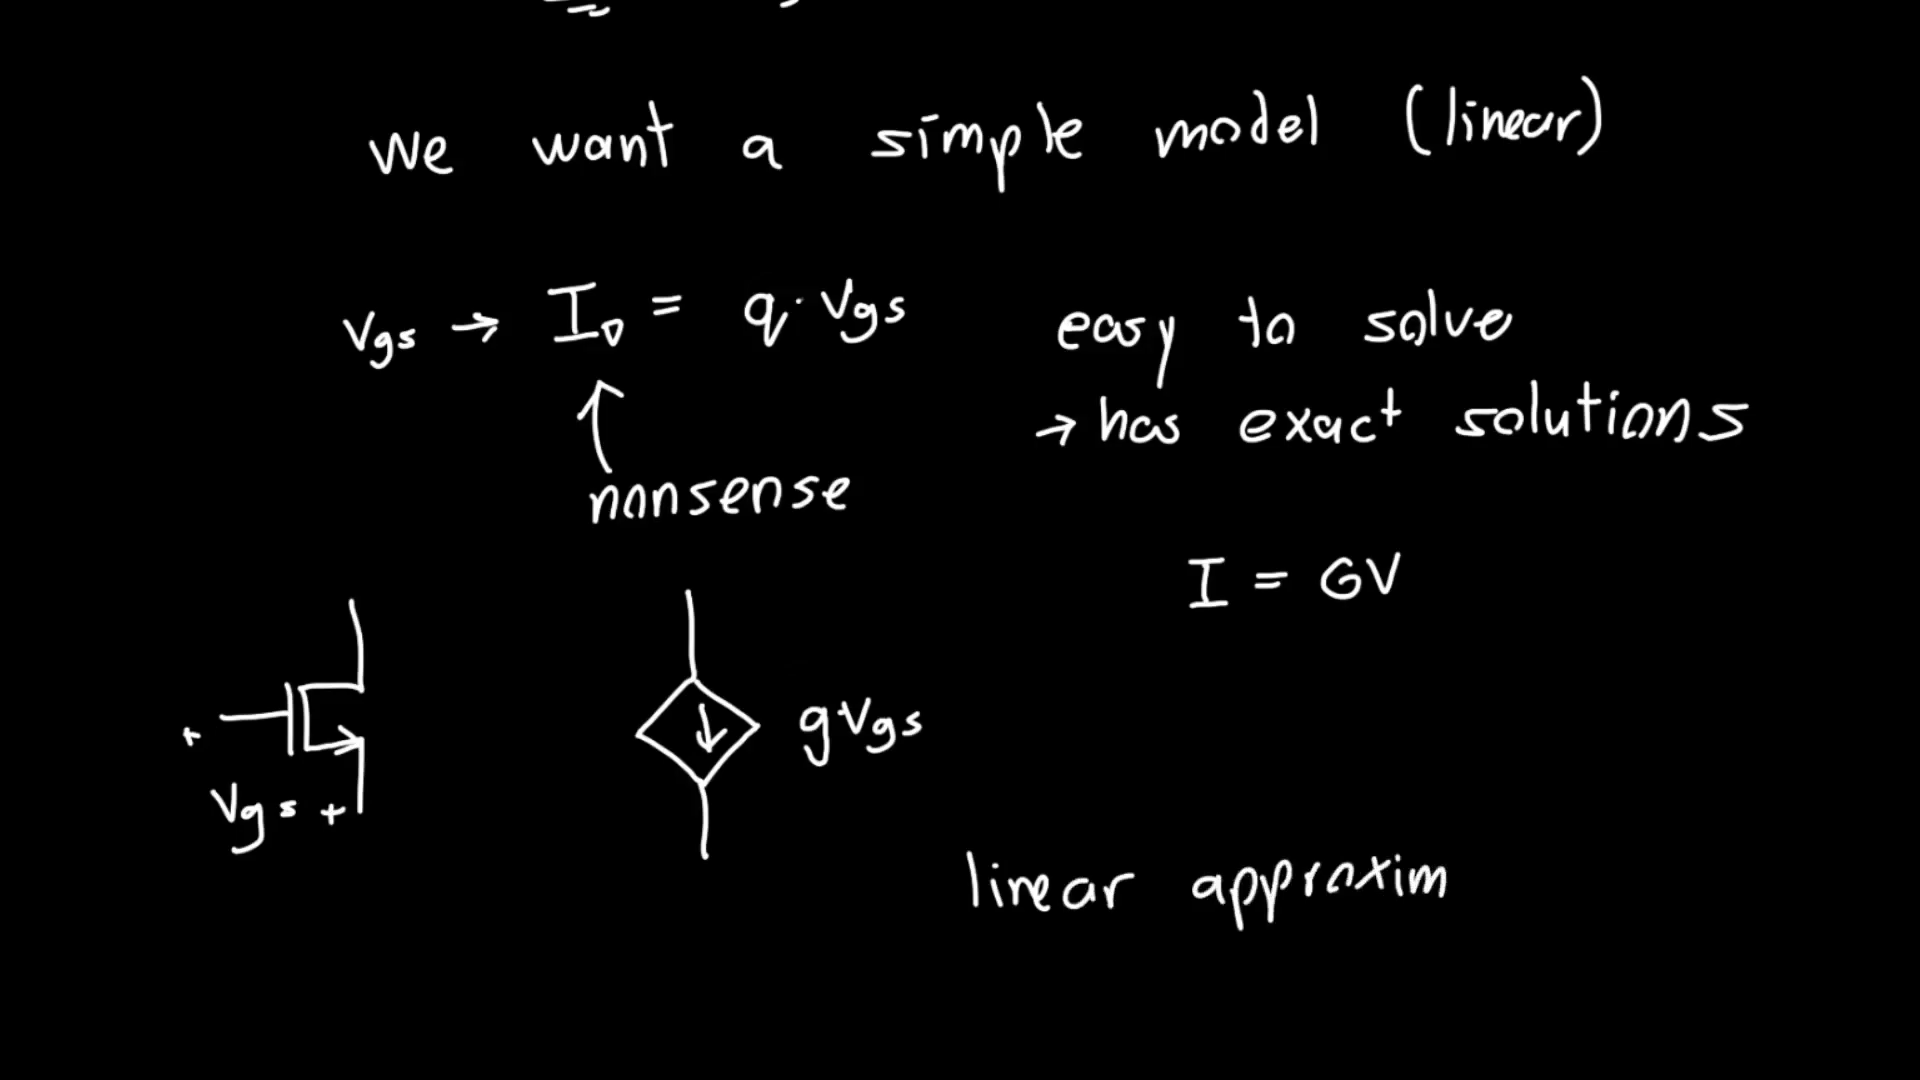 We want a simple model (linear)
Vgs → I_D = g · Vgs
easy to solve
→ has exact solutions
nonsense
I = GV
+
Vgs +
gVgs
linear approxim